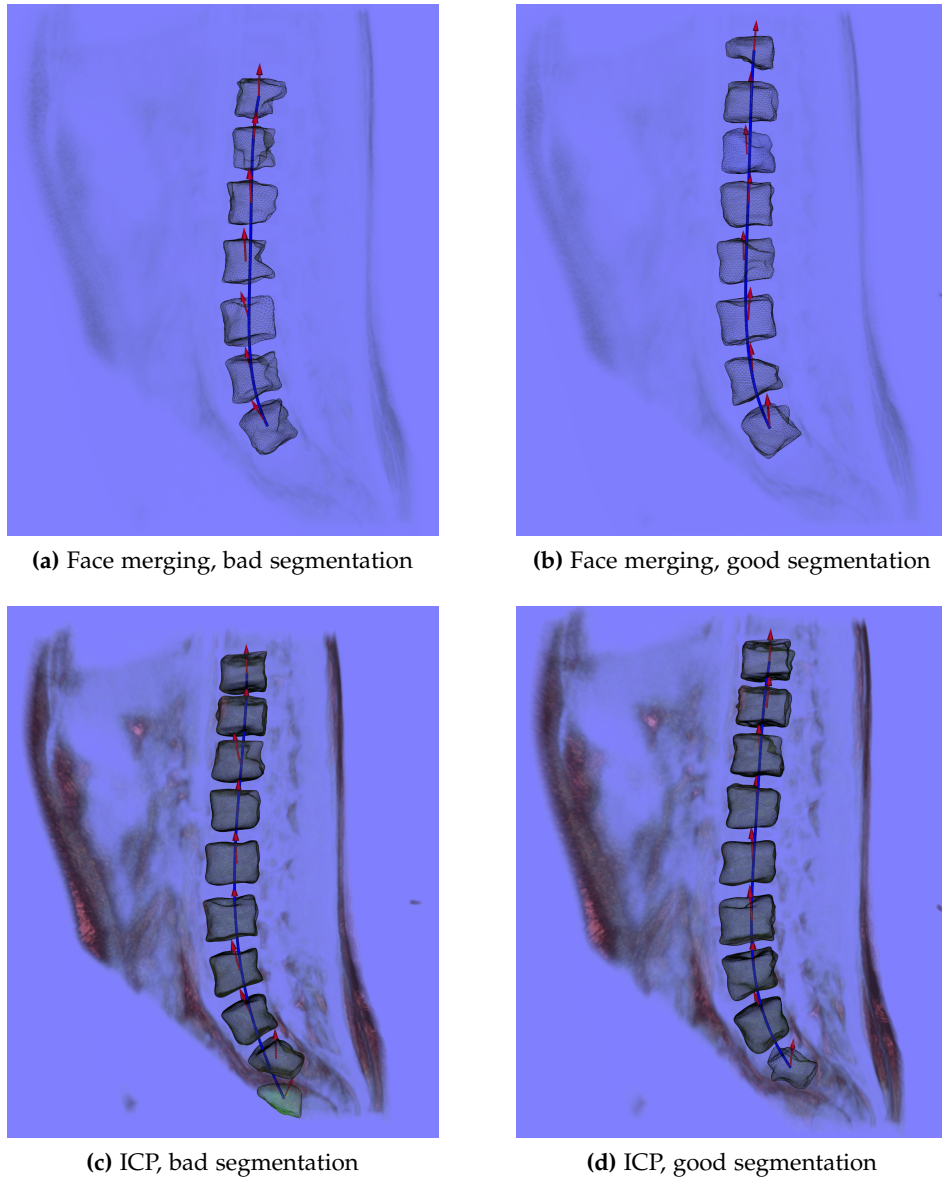 (a) Face merging, bad segmentation
(b) Face merging, good segmentation
(c) ICP, bad segmentation
(d) ICP, good segmentation